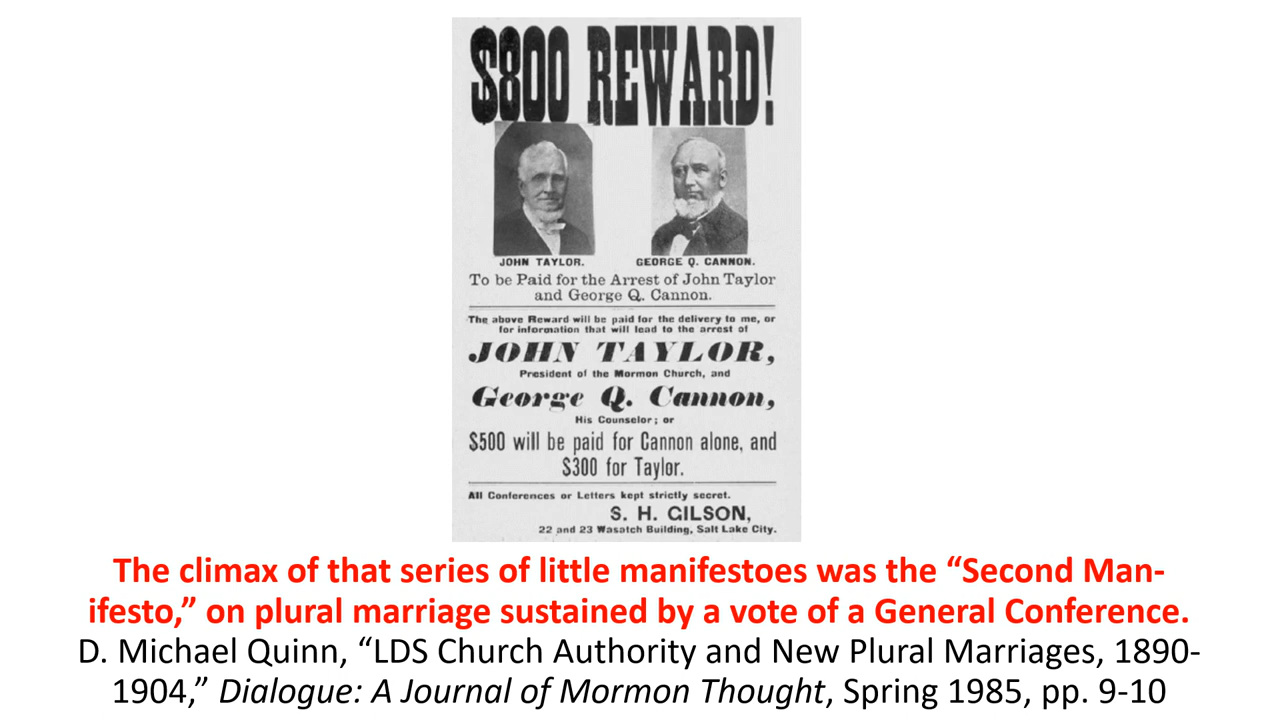 $800 REWARD!
JOHN TAYLOR. GEORGE Q. CANNON.
To be Paid for the Arrest of John Taylor
and George Q. Cannon.
The above Reward will be paid for the delivery to me, or
for information that will lead to the arrest of
JOHN TAYLOR,
President of the Mormon Church, and
George Q. Cannon,
His Counselor; or
$500 will be paid for Cannon alone, and
$300 for Taylor.
All Conferences or Letters kept strictly secret.
S. H. GILSON,
22 and 23 Wasatch Building, Salt Lake City.
The climax of that series of little manifestoes was the “Second Man-
ifesto,” on plural marriage sustained by a vote of a General Conference.
D. Michael Quinn, “LDS Church Authority and New Plural Marriages, 1890-
1904,” Dialogue: A Journal of Mormon Thought, Spring 1985, pp. 9-10